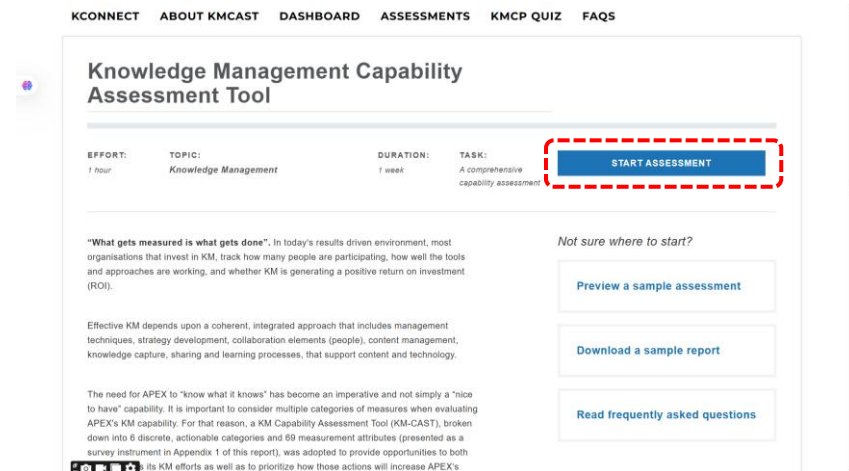 KCONNECT ABOUT KMCAST DASHBOARD ASSESSMENTS KMCP QUIZ FAQS
Knowledge Management Capability
Assessment Tool
EFFORT: TOPIC: DURATION: TASK:
1 hour Knowledge Management 1 week A comprehensive
capability assessment
START ASSESSMENT
"What gets measured is what gets done". In today's results driven environment, most
organisations that invest in KM, track how many people are participating, how well the tools
and approaches are working, and whether KM is generating a positive return on investment
(ROI).
Effective KM depends upon a coherent, integrated approach that includes management
techniques, strategy development, collaboration elements (people), content management,
knowledge capture, sharing and learning processes, that support content and technology.
The need for APEX to "know what it knows" has become an imperative and not simply a "nice
to have" capability. It is important to consider multiple categories of measures when evaluating
APEX's KM capability. For that reason, a KM Capability Assessment Tool (KM-CAST), broken
down into 6 discrete, actionable categories and 69 measurement attributes (presented as a
survey instrument in Appendix 1 of this report), was adopted to provide opportunities to both
its KM efforts as well as to prioritize how those actions will increase APEX's
Not sure where to start?
Preview a sample assessment
Download a sample report
Read frequently asked questions